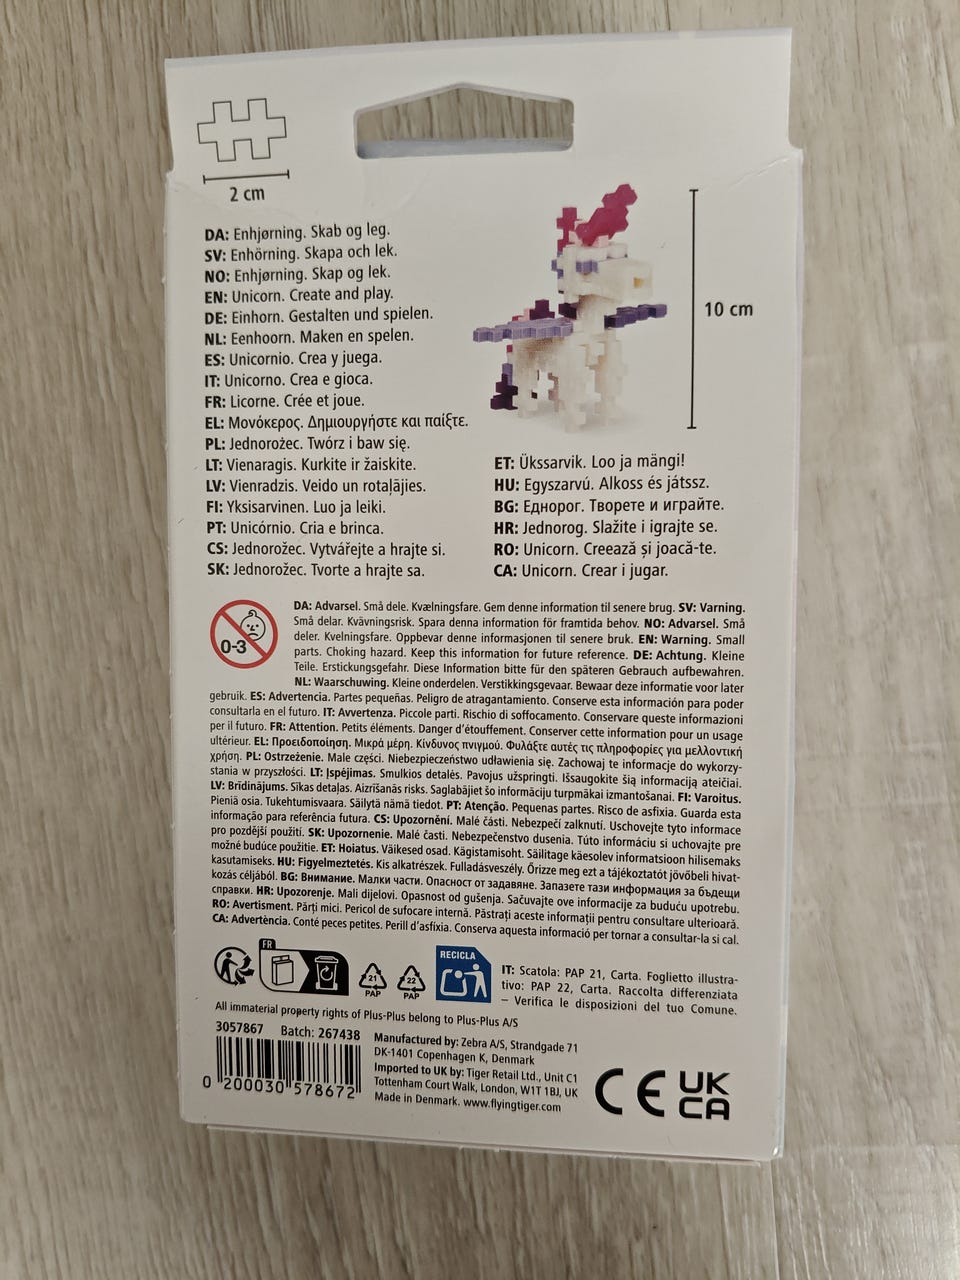 2 cm
DA: Enhjørning. Skab og leg.
SV: Enhörning. Skapa och lek.
NO: Enhjørning. Skap og lek.
EN: Unicorn. Create and play.
DE: Einhorn. Gestalten und spielen.
NL: Eenhoorn. Maken en spelen.
ES: Unicornio. Crea y juega.
IT: Unicorno. Crea e gioca.
FR: Licorne. Crée et joue.
EL: Μονόκερος. Δημιουργήστε και παίξτε.
PL: Jednorożec. Twórz i baw się.
LT: Vienaragis. Kurkite ir žaiskite.
LV: Vienradzis. Veido un rotaļājies.
FI: Yksisarvinen. Luo ja leiki.
PT: Unicórnio. Cria e brinca.
CS: Jednorožec. Vytvářejte a hrajte si.
SK: Jednorožec. Tvorte a hrajte sa.
10 cm
ET: Ükssarvik. Loo ja mängi!
HU: Egyszarvú. Alkoss és játssz.
BG: Еднорог. Творете и играйте.
HR: Jednorog. Slažite i igrajte se.
RO: Unicorn. Creează și joacă-te.
CA: Unicorn. Crear i jugar.
0-3
DA: Advarsel. Små dele. Kvælningsfare. Gem denne information til senere brug. SV: Varning.
Små delar. Kvävningsrisk. Spara denna information för framtida behov. NO: Advarsel. Små
deler. Kvelningsfare. Oppbevar denne informasjonen til senere bruk. EN: Warning. Small
parts. Choking hazard. Keep this information for future reference. DE: Achtung. Kleine
Teile. Erstickungsgefahr. Diese Information bitte für den späteren Gebrauch aufbewahren.
NL: Waarschuwing. Kleine onderdelen. Verstikkingsgevaar. Bewaar deze informatie voor later
gebruik. ES: Advertencia. Partes pequeñas. Peligro de atragantamiento. Conserve esta información para poder
consultarla en el futuro. IT: Avvertenza. Piccole parti. Rischio di soffocamento. Conservare queste informazioni
per il futuro. FR: Attention. Petits éléments. Danger d'étouffement. Conserver cette information pour un usage
ultérieur. EL: Προειδοποίηση. Μικρά μέρη. Κίνδυνος πνιγμού. Φυλάξτε αυτές τις πληροφορίες για μελλοντική
χρήση. PL: Ostrzeżenie. Małe części. Niebezpieczeństwo udławienia się. Zachowaj te informacje do wykorzy-
stania w przyszłości. LT: Įspėjimas. Smulkios detalės. Pavojus užspringti. Išsaugokite šią informaciją ateičiai.
LV: Brīdinājums. Sīkas detaļas. Aizrīšanās risks. Saglabājiet šo informāciju turpmākai izmantošanai. FI: Varoitus.
Pieniä osia. Tukehtumisvaara. Säilytä nämä tiedot. PT: Atenção. Pequenas partes. Risco de asfixia. Guarda esta
informação para referência futura. CS: Upozornění. Malé části. Nebezpečí zalknutí. Uschovejte tyto informace
pro pozdější použití. SK: Upozornenie. Malé časti. Nebezpečenstvo dusenia. Túto informáciu si uchovajte pre
možné budúce použitie. ET: Hoiatus. Väikesed osad. Kägistamisoht. Säilitage käesolev informatsioon hilisemaks
kasutamiseks. HU: Figyelmeztetés. Kis alkatrészek. Fulladásveszély. Őrizze meg ezt a tájékoztatót jövőbeli hivat-
kozás céljából. BG: Внимание. Малки части. Опасност от задавяне. Запазете тази информация за бъдещи
справки. HR: Upozorenje. Mali dijelovi. Opasnost od gušenja. Sačuvajte ove informacije za buduću upotrebu.
RO: Avertisment. Părți mici. Pericol de sufocare internă. Păstrați aceste informații pentru consultare ulterioară.
CA: Advertència. Conté peces petites. Perill d'asfíxia. Conserva aquesta informació per tornar a consultar-la si cal.
FR
21
PAP
22
PAP
RECICLA
IT: Scatola: PAP 21, Carta. Foglietto illustra-
tivo: PAP 22, Carta. Raccolta differenziata
– Verifica le disposizioni del tuo Comune.
All immaterial property rights of Plus-Plus belong to Plus-Plus A/S
3057867 Batch: 267438
0 200030 578672
Manufactured by: Zebra A/S, Strandgade 71
DK-1401 Copenhagen K, Denmark
Imported to UK by: Tiger Retail Ltd., Unit C1
Tottenham Court Walk, London, W1T 1BJ, UK
Made in Denmark. www.flyingtiger.com
CE
UK
CA